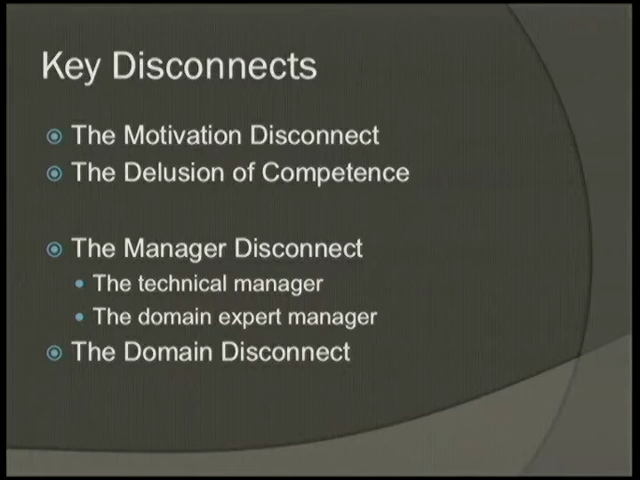 Key Disconnects
The Motivation Disconnect
The Delusion of Competence
The Manager Disconnect
The technical manager
The domain expert manager
The Domain Disconnect